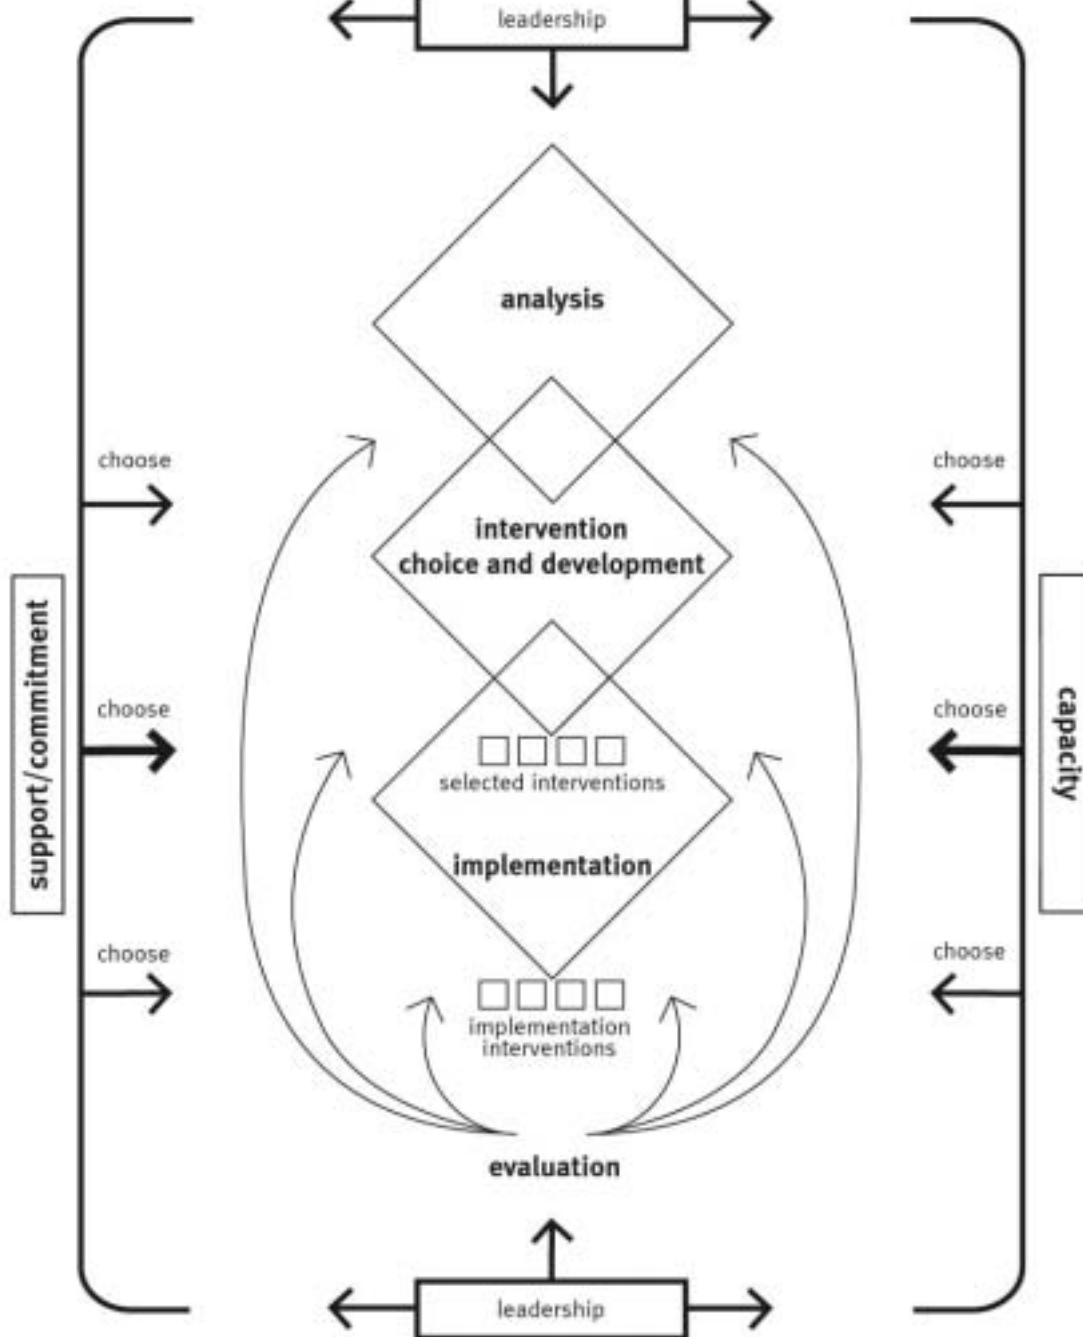 leadership
analysis
choose
choose
intervention
choice and development
support/commitment
choose
choose
capacity
selected interventions
implementation
choose
choose
implementation
interventions
evaluation
leadership